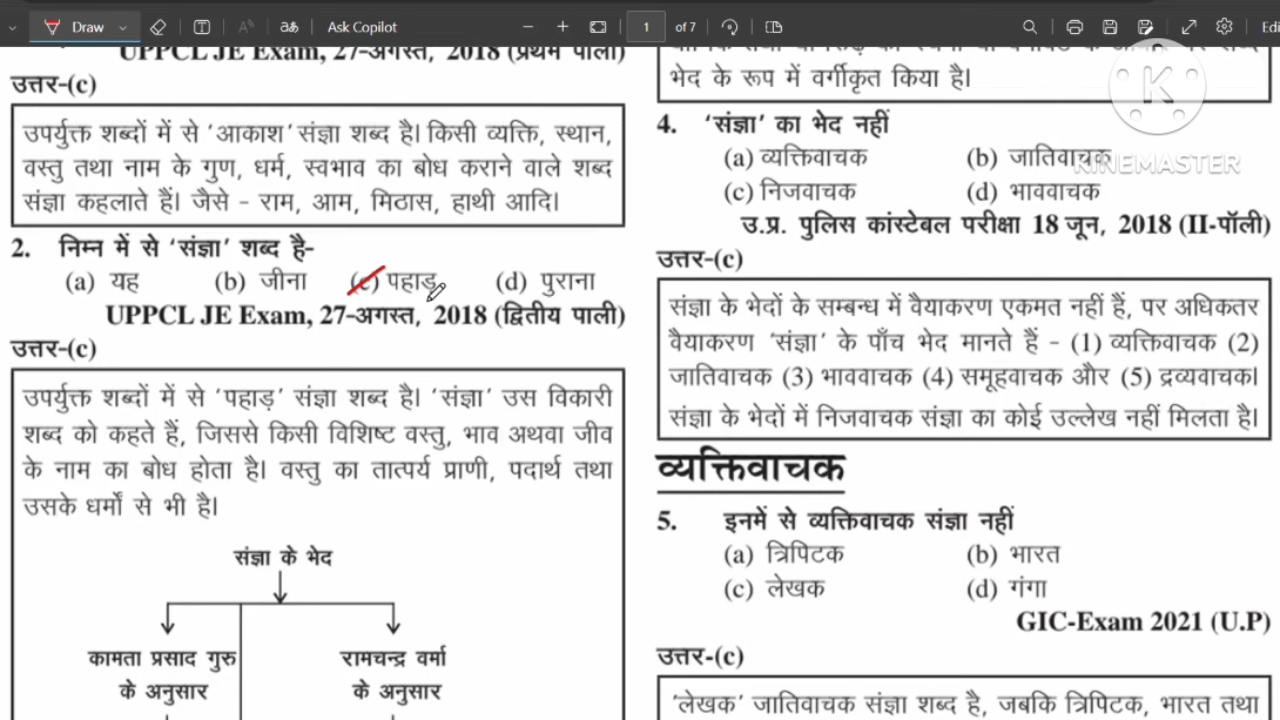 Draw
Ask Copilot
1 of 7
UPPCL JE Exam, 27-अगस्त, 2018 (प्रथम पाली)
उत्तर-(c)
उपर्युक्त शब्दों में से 'आकाश' संज्ञा शब्द है। किसी व्यक्ति, स्थान,
वस्तु तथा नाम के गुण, धर्म, स्वभाव का बोध कराने वाले शब्द
संज्ञा कहलाते हैं। जैसे - राम, आम, मिठास, हाथी आदि।
2. निम्न में से 'संज्ञा' शब्द है-
(a) यह (b) जीना (c) पहाड़ (d) पुराना
UPPCL JE Exam, 27-अगस्त, 2018 (द्वितीय पाली)
उत्तर-(c)
उपर्युक्त शब्दों में से 'पहाड़' संज्ञा शब्द है। 'संज्ञा' उस विकारी
शब्द को कहते हैं, जिससे किसी विशिष्ट वस्तु, भाव अथवा जीव
के नाम का बोध होता है। वस्तु का तात्पर्य प्राणी, पदार्थ तथा
उसके धर्मों से भी है।
संज्ञा के भेद
कामता प्रसाद गुरु रामचन्द्र वर्मा
के अनुसार के अनुसार
भेद के रूप में वर्गीकृत किया है।
4. 'संज्ञा' का भेद नहीं
(a) व्यक्तिवाचक (b) जातिवाचक
(c) निजवाचक (d) भाववाचक
उ.प्र. पुलिस कांस्टेबल परीक्षा 18 जून, 2018 (II-पॉली)
उत्तर-(c)
संज्ञा के भेदों के सम्बन्ध में वैयाकरण एकमत नहीं हैं, पर अधिकतर
वैयाकरण 'संज्ञा' के पाँच भेद मानते हैं - (1) व्यक्तिवाचक (2)
जातिवाचक (3) भाववाचक (4) समूहवाचक और (5) द्रव्यवाचक।
संज्ञा के भेदों में निजवाचक संज्ञा का कोई उल्लेख नहीं मिलता है।
व्यक्तिवाचक
5. इनमें से व्यक्तिवाचक संज्ञा नहीं
(a) त्रिपिटक (b) भारत
(c) लेखक (d) गंगा
GIC-Exam 2021 (U.P)
उत्तर-(c)
'लेखक' जातिवाचक संज्ञा शब्द है, जबकि त्रिपिटक, भारत तथा
K
KINEMASTER